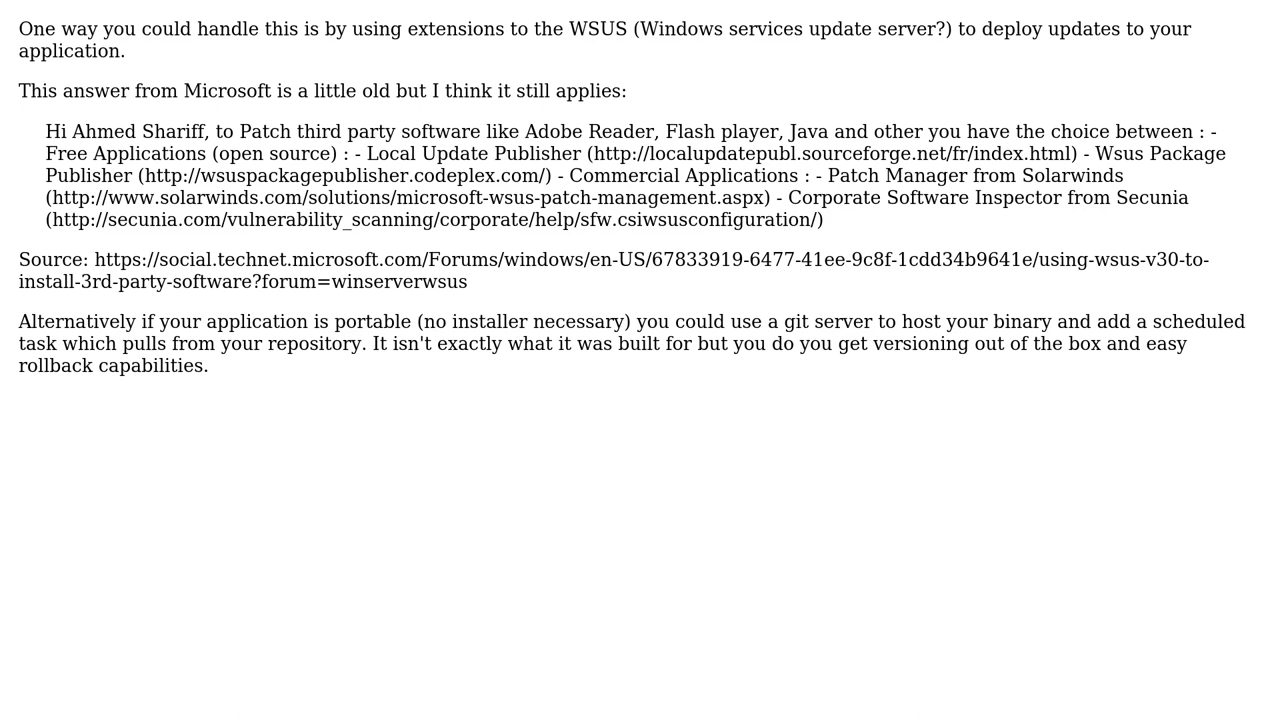 One way you could handle this is by using extensions to the WSUS (Windows services update server?) to deploy updates to your
application.
This answer from Microsoft is a little old but I think it still applies:
Hi Ahmed Shariff, to Patch third party software like Adobe Reader, Flash player, Java and other you have the choice between : -
Free Applications (open source) : - Local Update Publisher (http://localupdatepubl.sourceforge.net/fr/index.html) - Wsus Package
Publisher (http://wsuspackagepublisher.codeplex.com/) - Commercial Applications : - Patch Manager from Solarwinds
(http://www.solarwinds.com/solutions/microsoft-wsus-patch-management.aspx) - Corporate Software Inspector from Secunia
(http://secunia.com/vulnerability_scanning/corporate/help/sfw.csiwsusconfiguration/)
Source: https://social.technet.microsoft.com/Forums/windows/en-US/67833919-6477-41ee-9c8f-1cdd34b9641e/using-wsus-v30-to-
install-3rd-party-software?forum=winserverwsus
Alternatively if your application is portable (no installer necessary) you could use a git server to host your binary and add a scheduled
task which pulls from your repository. It isn't exactly what it was built for but you do you get versioning out of the box and easy
rollback capabilities.